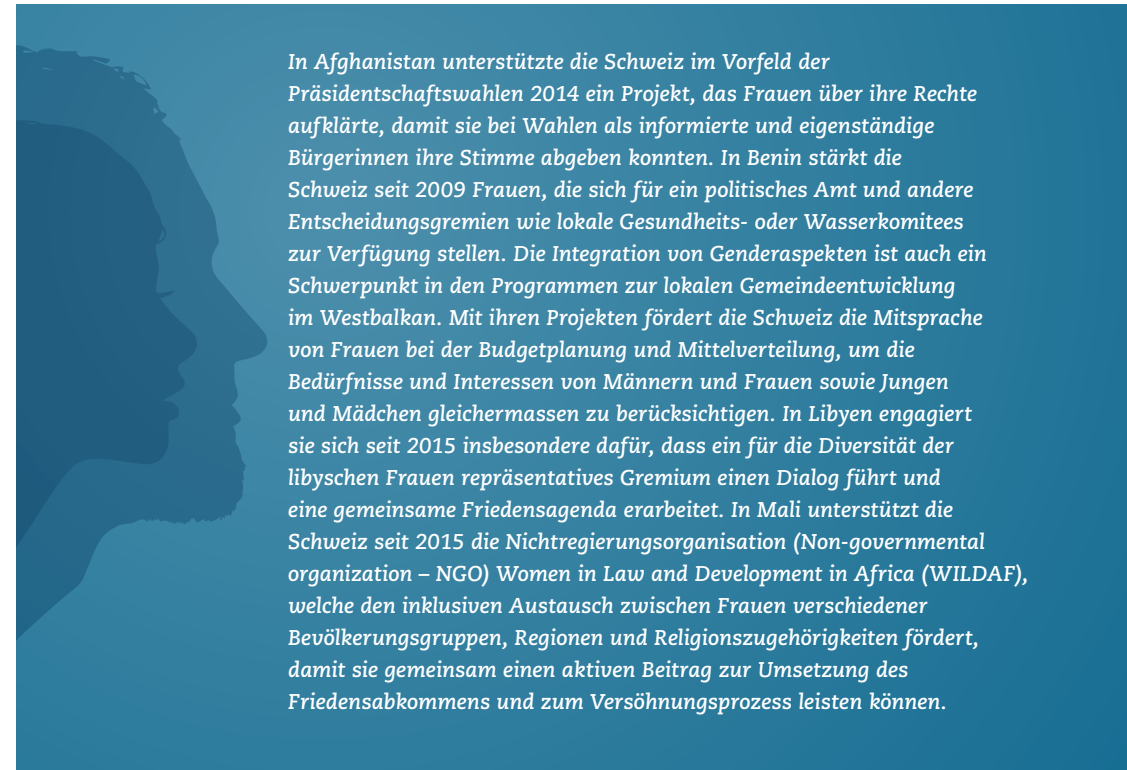 In Afghanistan unterstützte die Schweiz im Vorfeld der
Präsidentschaftswahlen 2014 ein Projekt, das Frauen über ihre Rechte
aufklärte, damit sie bei Wahlen als informierte und eigenständige
Bürgerinnen ihre Stimme abgeben konnten. In Benin stärkt die
Schweiz seit 2009 Frauen, die sich für ein politisches Amt und andere
Entscheidungsgremien wie lokale Gesundheits- oder Wasserkomitees
zur Verfügung stellen. Die Integration von Genderaspekten ist auch ein
Schwerpunkt in den Programmen zur lokalen Gemeindeentwicklung
im Westbalkan. Mit ihren Projekten fördert die Schweiz die Mitsprache
von Frauen bei der Budgetplanung und Mittelverteilung, um die
Bedürfnisse und Interessen von Männern und Frauen sowie Jungen
und Mädchen gleichermassen zu berücksichtigen. In Libyen engagiert
sie sich seit 2015 insbesondere dafür, dass ein für die Diversität der
libyschen Frauen repräsentatives Gremium einen Dialog führt und
eine gemeinsame Friedensagenda erarbeitet. In Mali unterstützt die
Schweiz seit 2015 die Nichtregierungsorganisation (Non-governmental
organization – NGO) Women in Law and Development in Africa (WILDAF),
welche den inklusiven Austausch zwischen Frauen verschiedener
Bevölkerungsgruppen, Regionen und Religionszugehörigkeiten fördert,
damit sie gemeinsam einen aktiven Beitrag zur Umsetzung des
Friedensabkommens und zum Versöhnungsprozess leisten können.